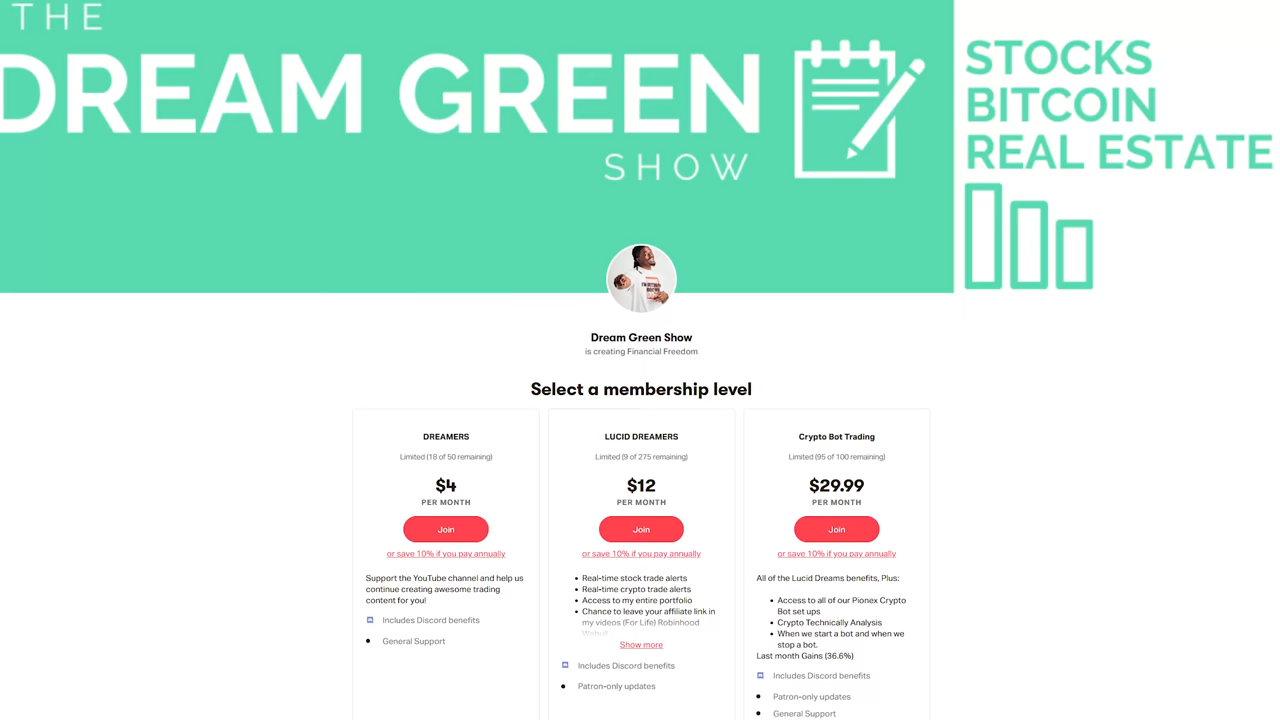 THE
DREAM GREEN
SHOW
STOCKS
BITCOIN
REAL ESTATE
Dream Green Show
is creating Financial Freedom
Select a membership level
DREAMERS
Limited (18 of 50 remaining)
$4
PER MONTH
Join
or save 10% if you pay annually
Support the YouTube channel and help us
continue creating awesome trading
content for you!
Includes Discord benefits
General Support
LUCID DREAMERS
Limited (9 of 275 remaining)
$12
PER MONTH
Join
or save 10% if you pay annually
Real-time stock trade alerts
Real-time crypto trade alerts
Access to my entire portfolio
Chance to leave your affiliate link in
my videos (For Life) Robinhood
Show more
Includes Discord benefits
Patron-only updates
Crypto Bot Trading
Limited (95 of 100 remaining)
$29.99
PER MONTH
Join
or save 10% if you pay annually
All of the Lucid Dreams benefits, Plus:
Access to all of our Pionex Crypto
Bot set ups
Crypto Technically Analysis
When we start a bot and when we
stop a bot.
Last month Gains (36.6%)
Includes Discord benefits
Patron-only updates
General Support